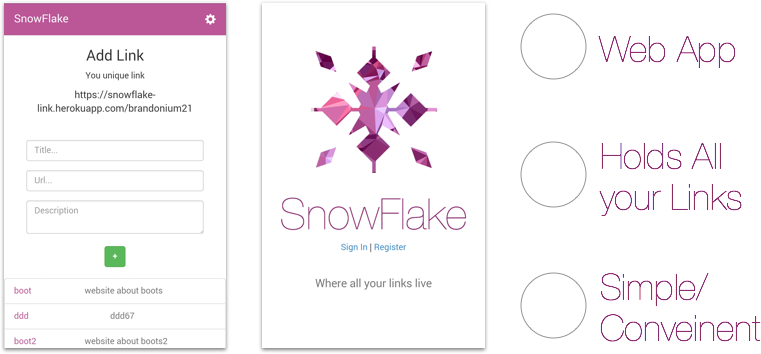 SnowFlake
Add Link
You unique link
https://snowflake-
link.herokuapp.com/brandonium21
Title...
Url...
Description
+
boot website about boots
ddd ddd67
boot2 website about boots2
SnowFlake
Sign In | Register
Where all your links live
Web App
Holds All
your Links
Simple/
Conveinent